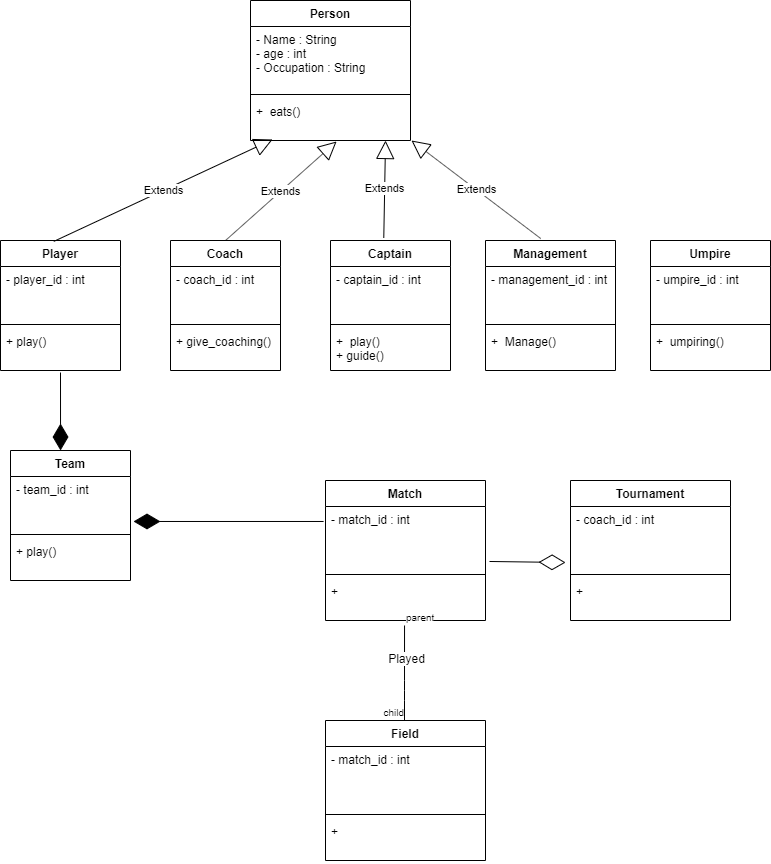 Person
- Name : String
- age : int
- Occupation : String
+  eats()
Extends
Extends
Extends
Extends
Player
- player_id : int
+ play()
Coach
- coach_id : int
+ give_coaching()
Captain
- captain_id : int
+  play()
+ guide()
Management
- management_id : int
+  Manage()
Umpire
- umpire_id : int
+  umpiring()
Team
- team_id : int
+ play()
Match
- match_id : int
+
Tournament
- coach_id : int
+
parent
Played
child
Field
- match_id : int
+